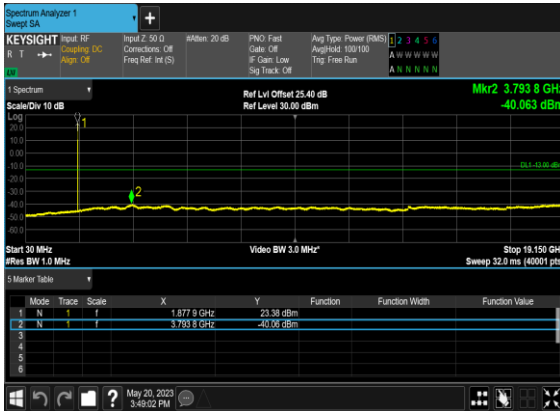 Spectrum Analyzer 1
Swept SA
+
KEYSIGHT Input: RF Input Z: 50 Ω #Atten: 20 dB PNO: Fast Avg Type: Power (RMS) 1 2 3 4 5 6
R T Coupling: DC Corrections: Off Gate: Off Avg|Hold: 100/100 A W W W W W
Align: Off Freq Ref: Int (S) IF Gain: Low Trig: Free Run
Sig Track: Off A N N N N N
1 Spectrum
Scale/Div 10 dB
Ref Lvl Offset 25.40 dB
Ref Level 30.00 dBm
Mkr2 3.793 8 GHz
-40.063 dBm
Log
20.0
10.0
0.00
-10.0
-20.0
-30.0
-40.0
-50.0
-60.0
1
2
DL1 -13.00 dBm
Start 30 MHz Video BW 3.0 MHz* Stop 19.150 GHz
#Res BW 1.0 MHz Sweep 32.0 ms (40001 pts)
5 Marker Table
Mode Trace Scale X Y Function Function Width Function Value
1 N 1 f 1.877 9 GHz 23.38 dBm
2 N 1 f 3.793 8 GHz -40.06 dBm
3
4
5
6
? May 20, 2023
3:49:02 PM